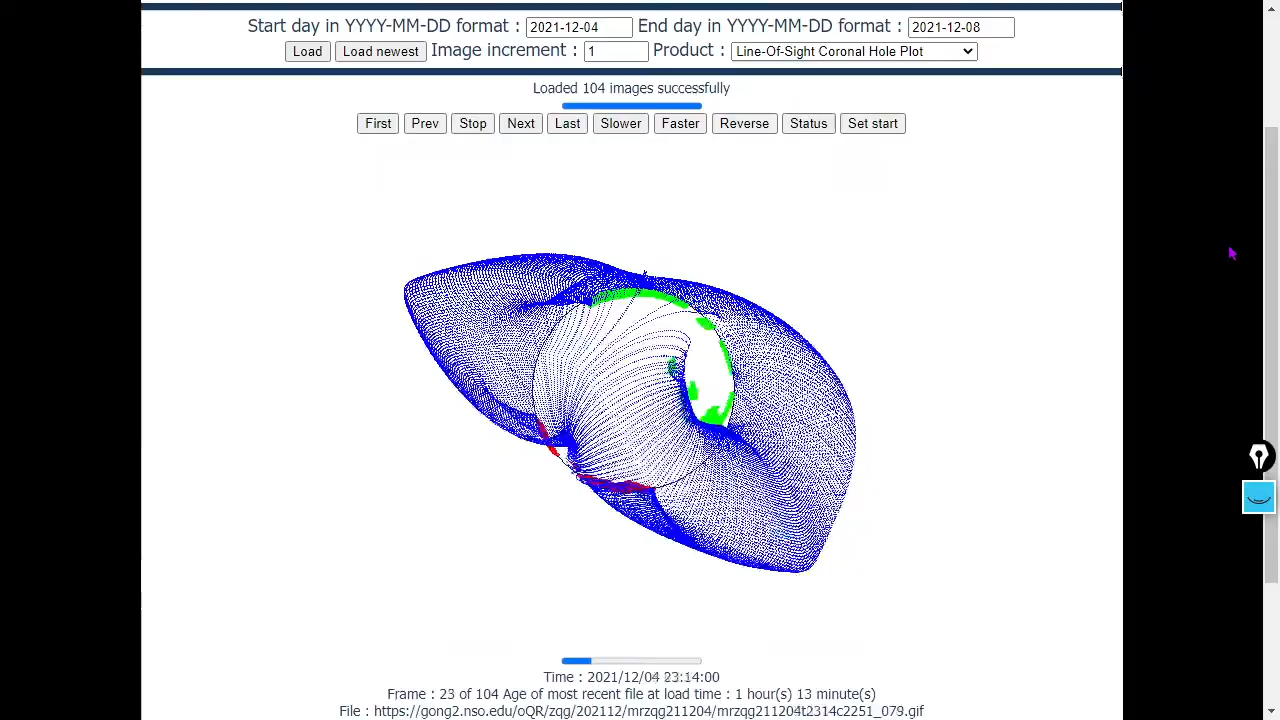 Start day in YYYY-MM-DD format : 2021-12-04 End day in YYYY-MM-DD format : 2021-12-08
Load Load newest Image increment : 1 Product : Line-Of-Sight Coronal Hole Plot
Loaded 104 images successfully
First Prev Stop Next Last Slower Faster Reverse Status Set start
Time : 2021/12/04 23:14:00
Frame : 23 of 104 Age of most recent file at load time : 1 hour(s) 13 minute(s)
File : https://gong2.nso.edu/oQR/zqg/202112/mrzqg211204/mrzqg211204t2314c2251_079.gif